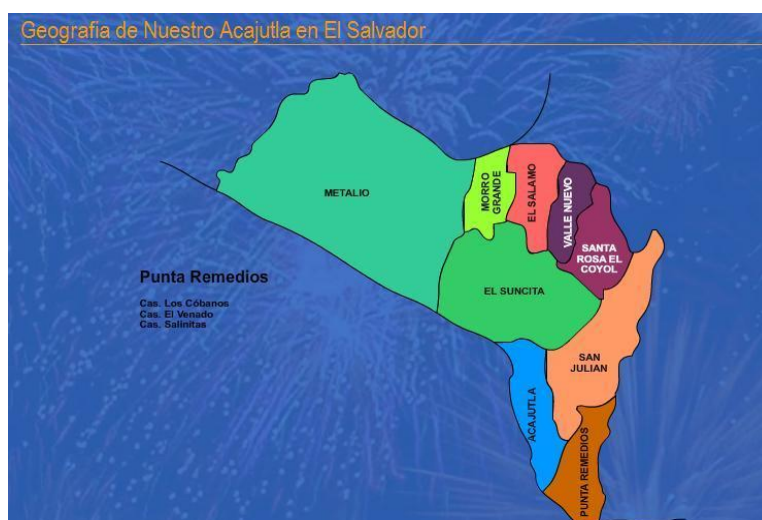 Geografia de Nuestro Acajutla en El Salvador
METALIO
MORRO
GRANDE
EL SALAMO
VALLE NUEVO
SANTA
ROSA EL
COYOL
Punta Remedios
Cas. Los Cóbanos
Cas. El Venado
Cas. Salinitas
EL SUNCITA
SAN
JULIAN
ACAJUTLA
PUNTA REMEDIOS